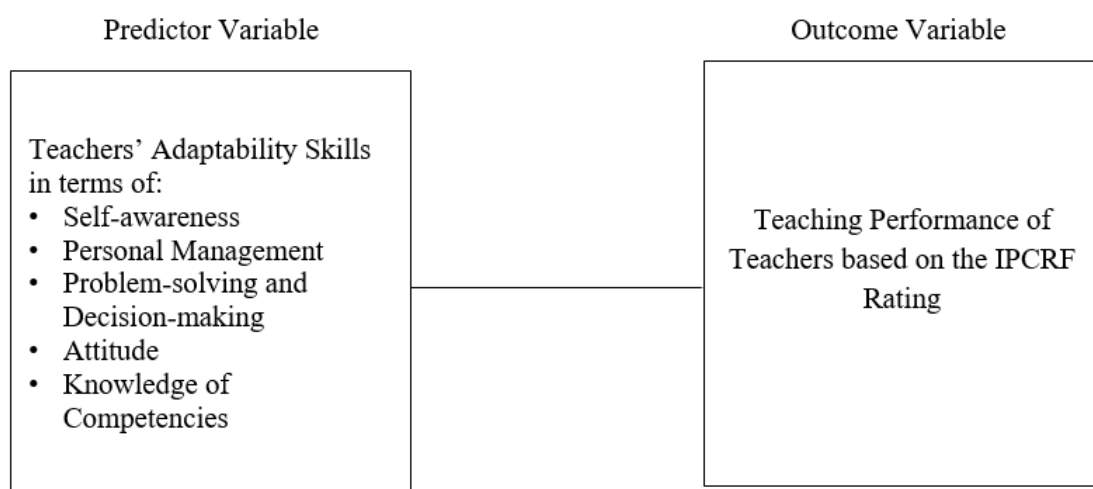 Predictor Variable
Outcome Variable
Teachers’ Adaptability Skills
in terms of:
• Self-awareness
• Personal Management
• Problem-solving and
Decision-making
• Attitude
• Knowledge of
Competencies
Teaching Performance of
Teachers based on the IPCRF
Rating